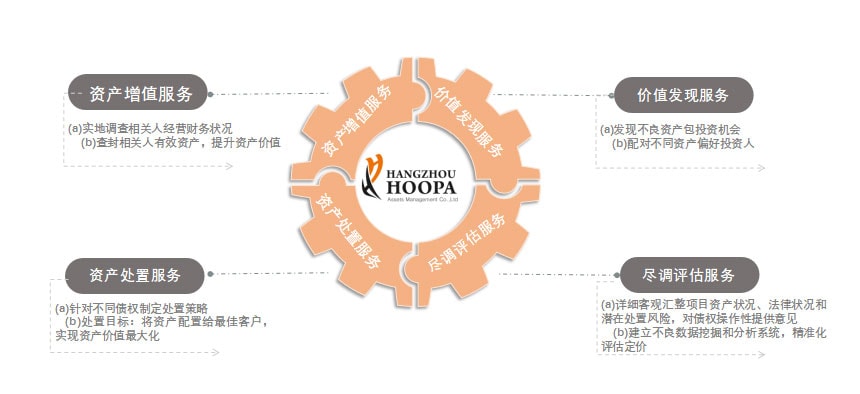 资产增值服务
(a)实地调查相关人经营财务状况
(b)查封相关人有效资产，提升资产价值
价值发现服务
(a)发现不良资产包投资机会
(b)配对不同资产偏好投资人
资产增值服务
价值发现服务
HANGZHOU
HOOPA
Assets Management Co.,Ltd
资产处置服务
尽调评估服务
资产处置服务
(a)针对不同债权制定处置策略
(b)处置目标：将资产配置给最佳客户，
实现资产价值最大化
尽调评估服务
(a)详细客观汇整项目资产状况、法律状况和
潜在处置风险，对债权操作性提供意见
(b)建立不良数据挖掘和分析系统，精准化
评估定价